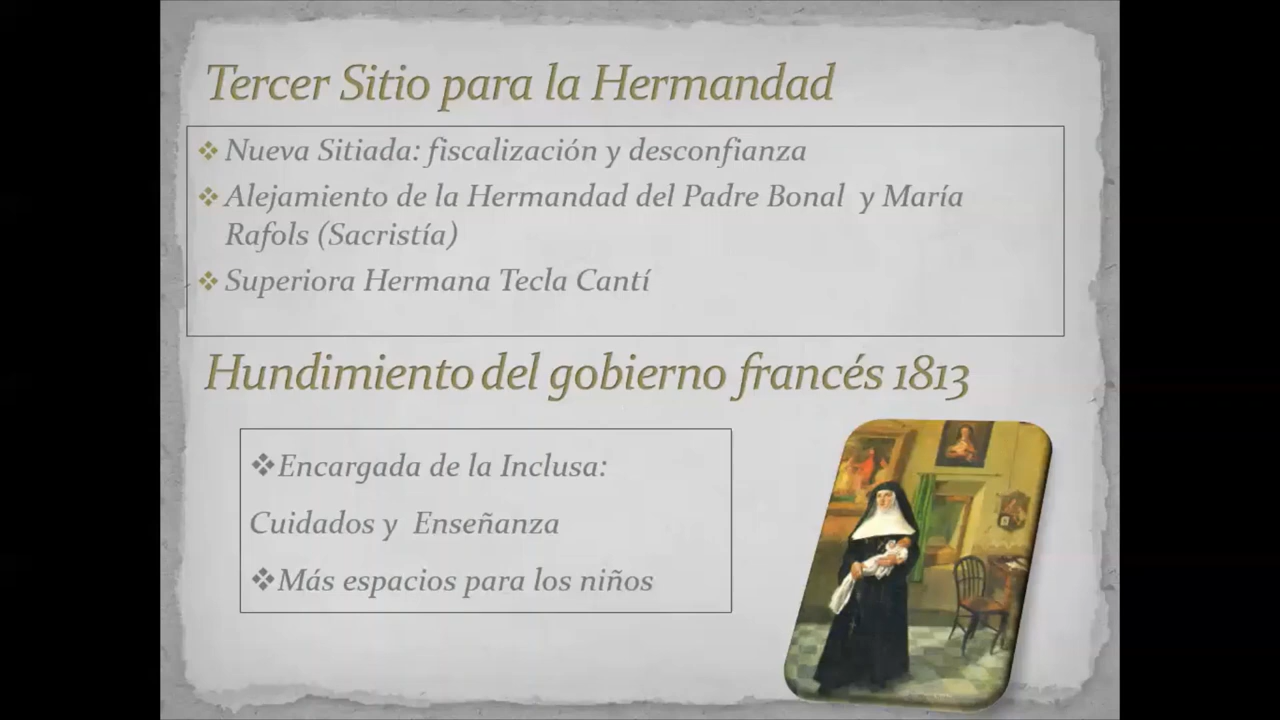 Tercer Sitio para la Hermandad
❖ Nueva Sitiada: fiscalización y desconfianza
❖ Alejamiento de la Hermandad del Padre Bonal y María
Rafols (Sacristía)
❖ Superiora Hermana Tecla Cantí
Hundimiento del gobierno francés 1813
❖Encargada de la Inclusa:
Cuidados y Enseñanza
❖Más espacios para los niños